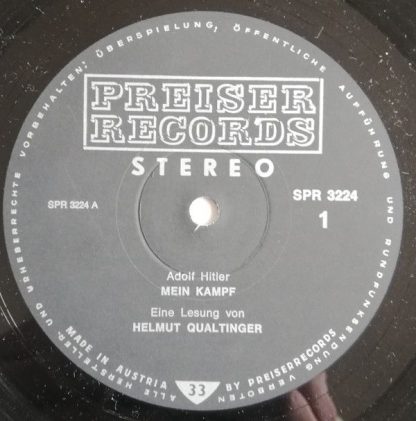 PREISER
RECORDS
STEREO
SPR 3224 A
SPR 3224
1
Adolf Hitler
MEIN KAMPF
Eine Lesung von
HELMUT QUALTINGER
MADE IN AUSTRIA
33
BY PREISERRECORDS
ALLE HERSTELLER- UND URHEBERRECHTE VORBEHALTEN; ÜBERSPIELUNG, ÖFFENTLICHE AUFFÜHRUNG UND RUNDFUNKSENDUNG VERBOTEN